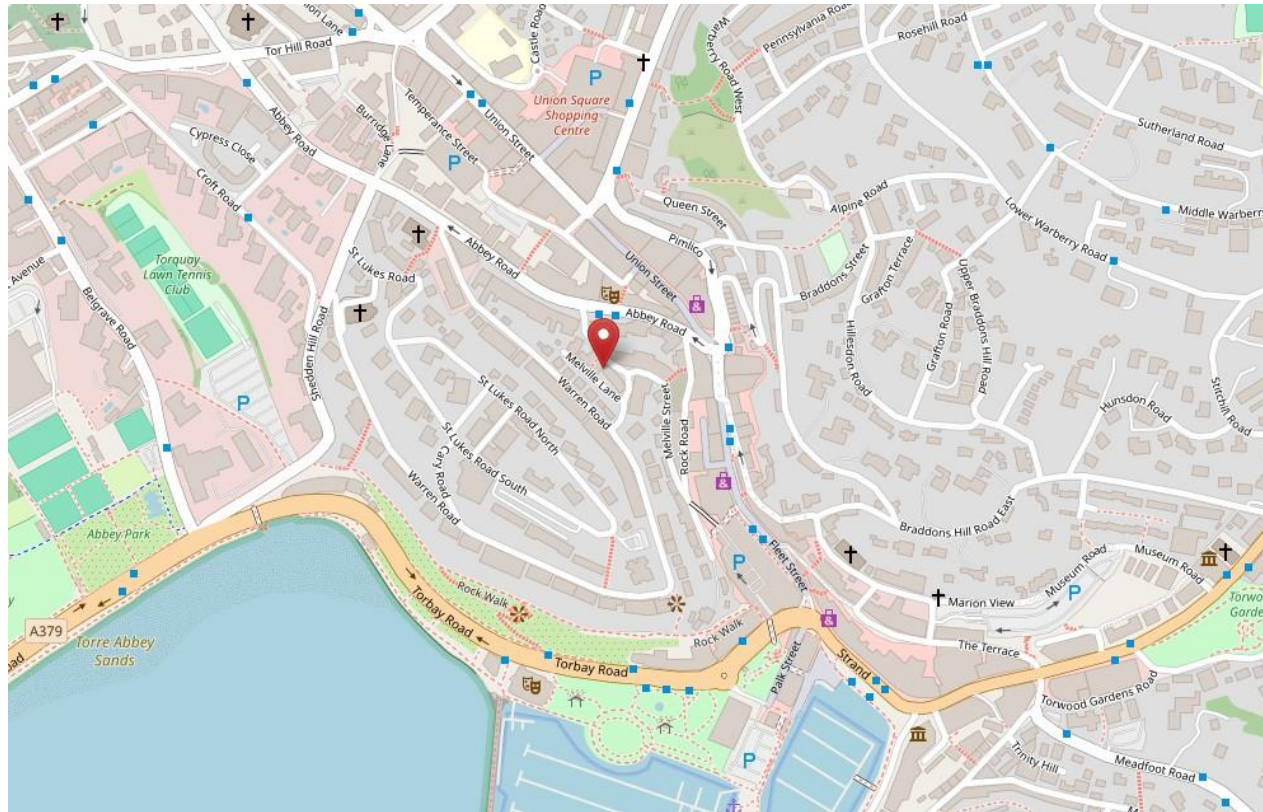 Tor Hill Road
Castle Road
P
Union Square
Shopping
Centre
Warberry Road West
Pennsylvania Road
Rosehill Road
Sutherland Road
Middle Warberry
Lower Warberry Road
Burridge Lane
Temperance Street
Union Street
P
Abbey Road
Cypress Close
Croft Road
Torquay
Lawn Tennis
Club
Avenue
Belgrave Road
P
Shedden Hill Road
St Lukes Road
Abbey Road
Union Street
Queen Street
Pimlico
Alpine Road
Braddons Street
Grafton Terrace
Hillesdon Road
Grafton Road
Upper Braddons Hill Road
Hunsdon Road
Stitchill Road
Abbey Road
Melville Lane
Warren Road
Melville Street
Rock Road
St Lukes Road North
St Lukes Road South
Cary Road
Warren Road
Braddons Hill Road East
Abbey Park
A379
Torre Abbey
Sands
Rock Walk
Torbay Road
Torbay Road
Rock Walk
P
Fleet Street
Museum Road
Museum Road
P
Marion View
The Terrace
Strand
Palk Street
P
Torwood Gardens Road
Trinity Hill
Meadfoot Road